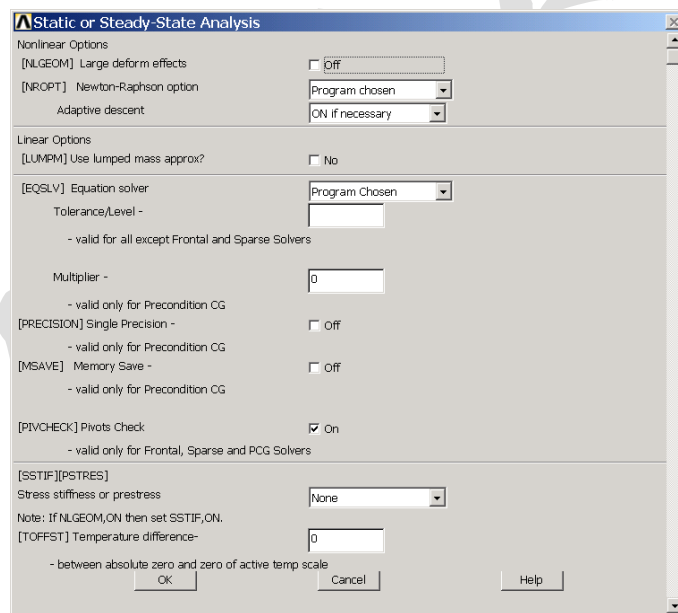 Static or Steady-State Analysis
Nonlinear Options
[NLGEOM] Large deform effects Off
[NROPT] Newton-Raphson option Program chosen
Adaptive descent ON if necessary
Linear Options
[LUMPM] Use lumped mass approx? No
[EQSLV] Equation solver Program Chosen
Tolerance/Level -
- valid for all except Frontal and Sparse Solvers
Multiplier - 0
- valid only for Precondition CG
[PRECISION] Single Precision - Off
- valid only for Precondition CG
[MSAVE] Memory Save - Off
- valid only for Precondition CG
[PIVCHECK] Pivots Check On
- valid only for Frontal, Sparse and PCG Solvers
[SSTIF][PSTRES]
Stress stiffness or prestress None
Note: If NLGEOM,ON then set SSTIF,ON.
[TOFFST] Temperature difference- 0
- between absolute zero and zero of active temp scale
OK Cancel Help